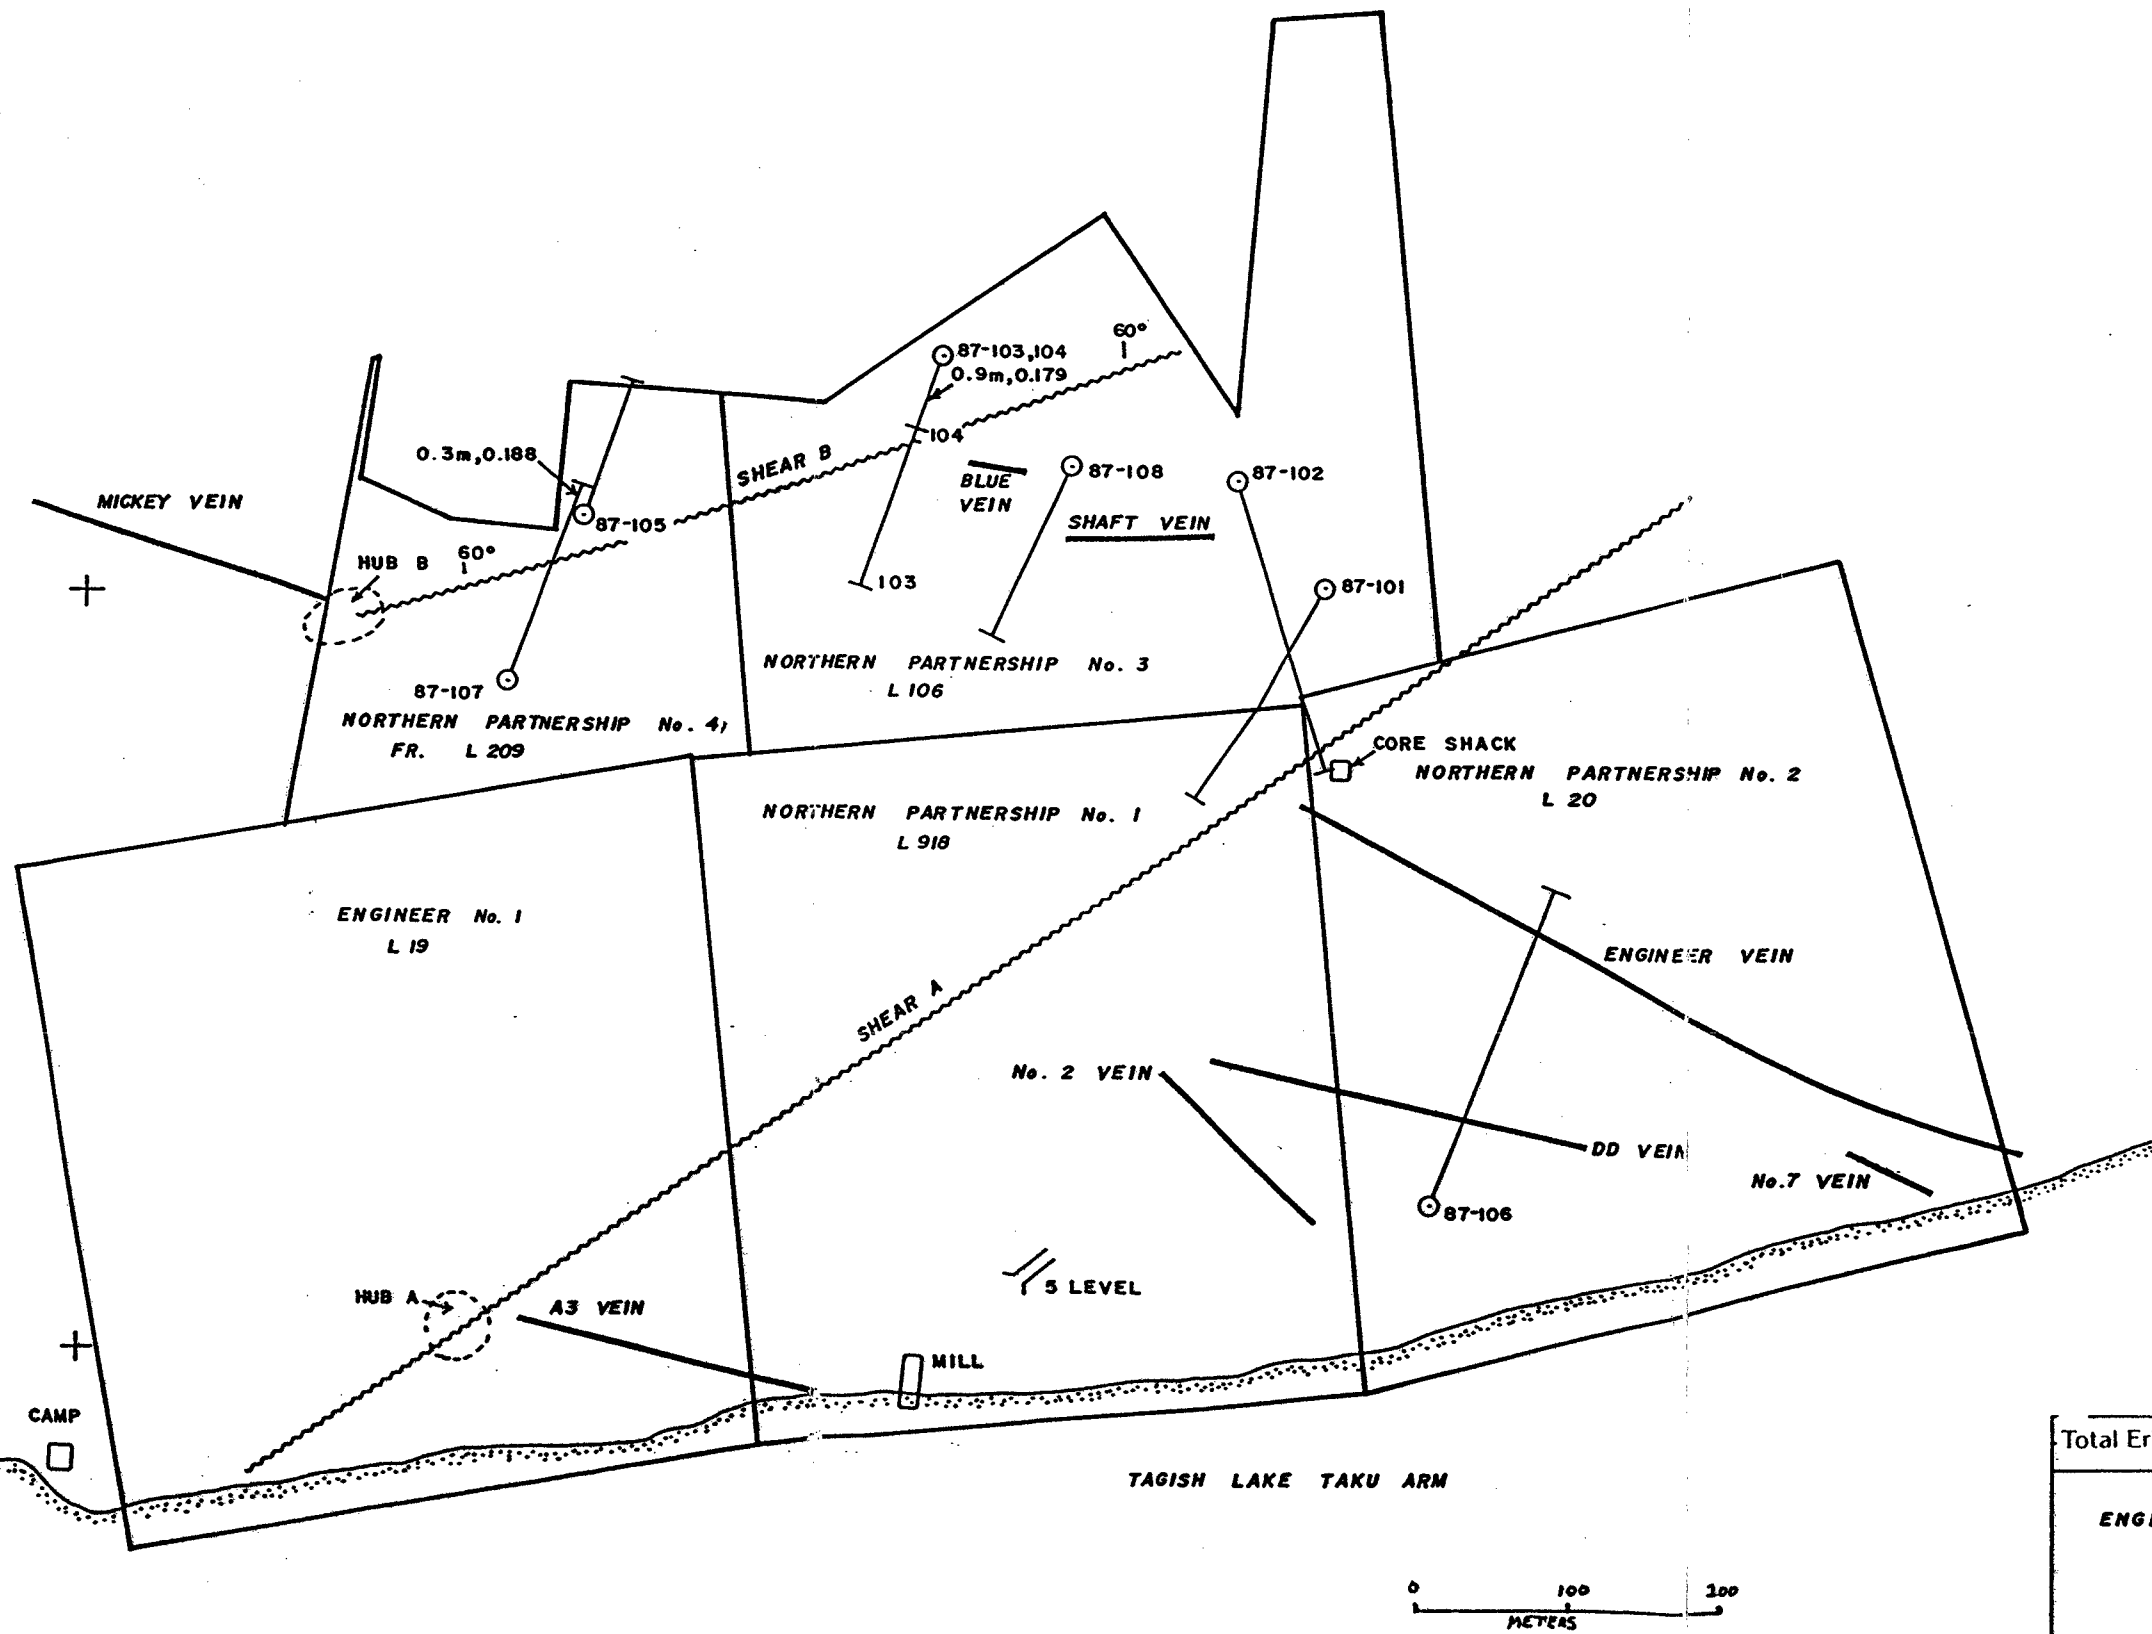 60°
87-103,104
0.9m,0.179
104
0.3m,0.188
SHEAR B
87-108
87-102
BLUE
VEIN
MICKEY VEIN
87-105
SHAFT VEIN
60°
HUB B
103
87-101
NORTHERN PARTNERSHIP No. 3
L 106
87-107
NORTHERN PARTNERSHIP No. 4,
FR. L 209
CORE SHACK
NORTHERN PARTNERSHIP No. 2
L 20
NORTHERN PARTNERSHIP No. 1
L 918
ENGINEER No. 1
L 19
ENGINEER VEIN
SHEAR A
No. 2 VEIN
DD VEIN
No.7 VEIN
87-106
5 LEVEL
HUB A
A3 VEIN
MILL
CAMP
TAGISH LAKE TAKU ARM
Total Er
ENGI
0 100 200
METERS